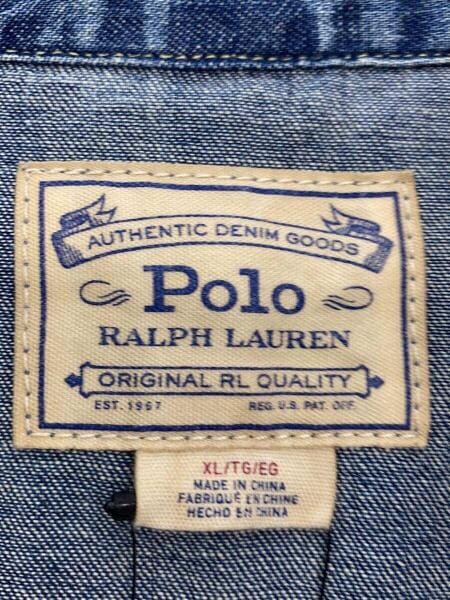 AUTHENTIC DENIM GOODS
Polo
RALPH LAUREN
ORIGINAL RL QUALITY
EST. 1967 REG. U.S. PAT. OFF.
XL/TG/EG
MADE IN CHINA
FABRIQUÉ EN CHINE
HECHO EN CHINA